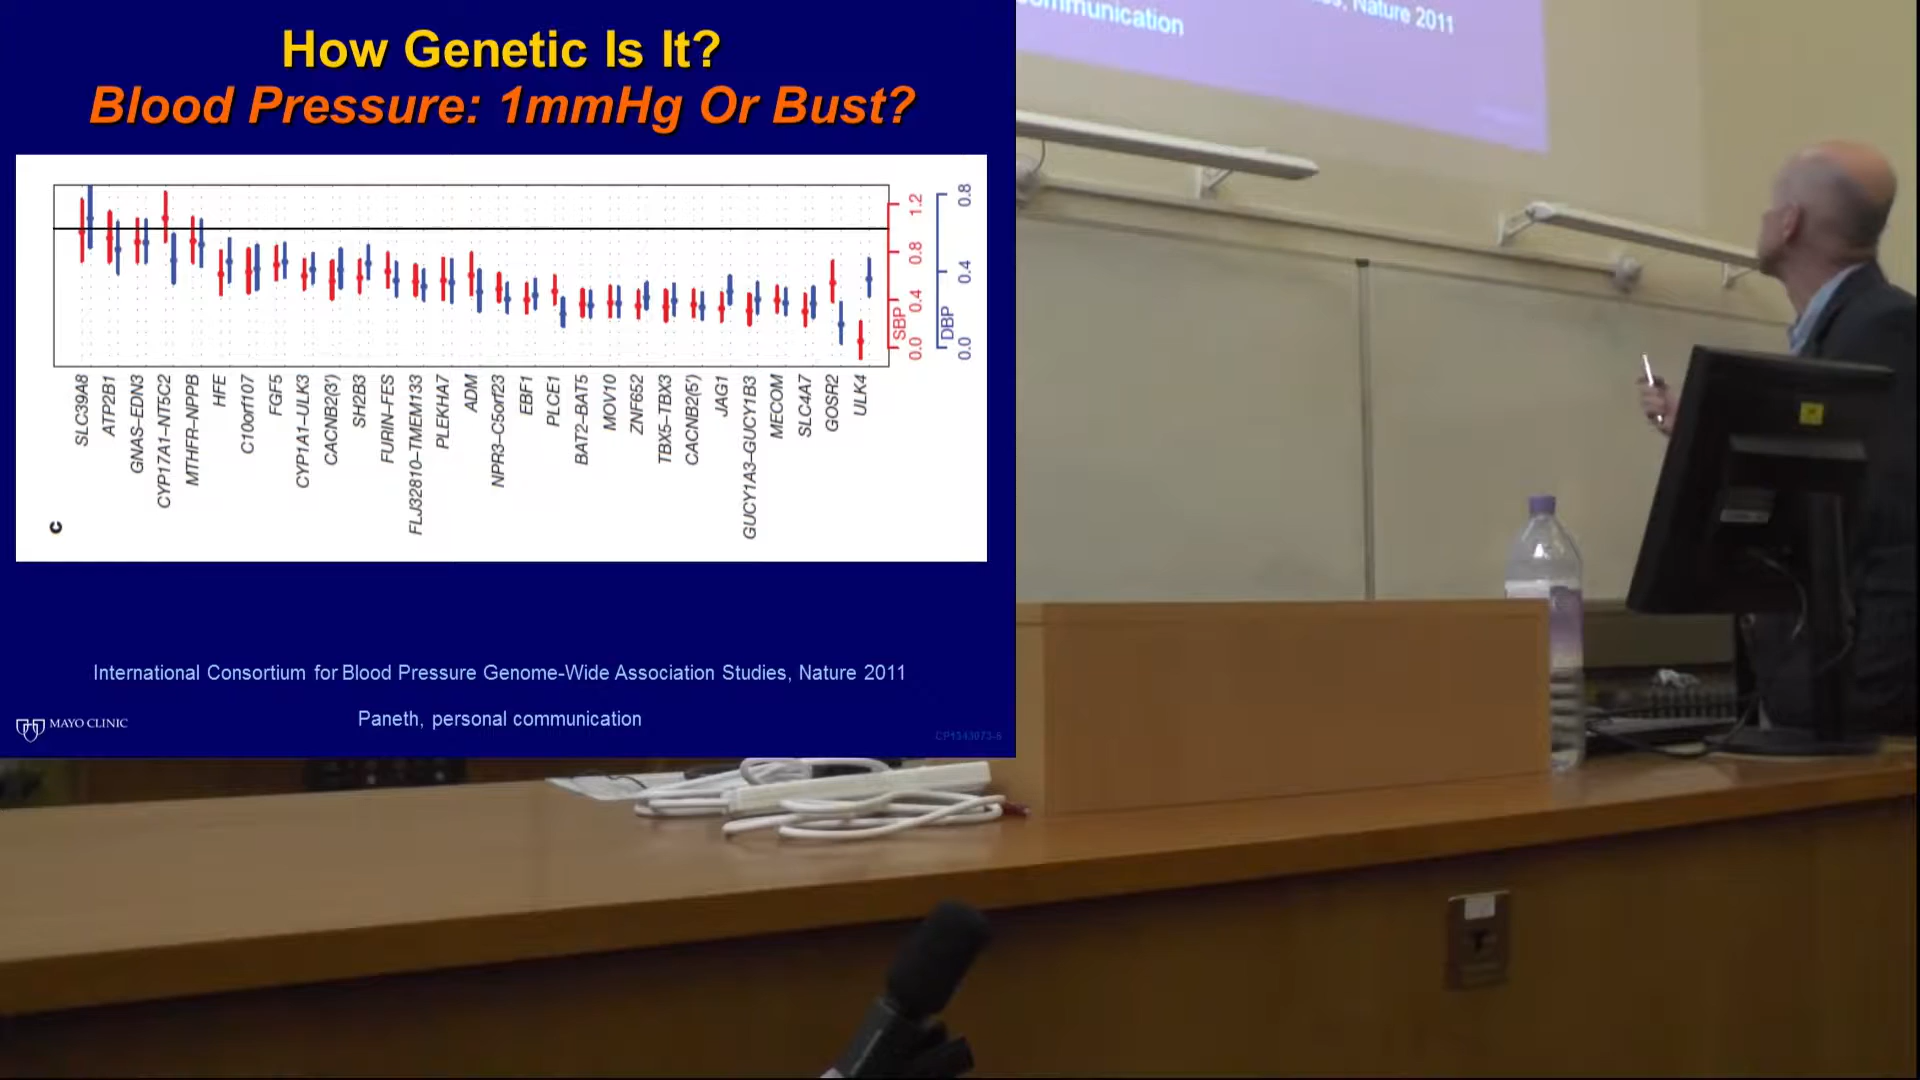 How Genetic Is It?
Blood Pressure: 1mmHg Or Bust?
1.2
0.8
0.4
0.0
SBP
0.8
0.4
0.0
DBP
SLC39A8
ATP2B1
GNAS–EDN3
CYP17A1–NT5C2
MTHFR–NPPB
HFE
C10orf107
FGF5
CYP1A1–ULK3
CACNB2(3')
SH2B3
FURIN–FES
FLJ32810–TMEM133
PLEKHA7
ADM
NPR3–C5orf23
EBF1
PLCE1
BAT2–BAT5
MOV10
ZNF652
TBX5–TBX3
CACNB2(5')
JAG1
GUCY1A3–GUCY1B3
MECOM
SLC4A7
GOSR2
ULK4
c
International Consortium for Blood Pressure Genome-Wide Association Studies, Nature 2011
Paneth, personal communication
MAYO CLINIC
CP1343073-6
Nature 2011
communication